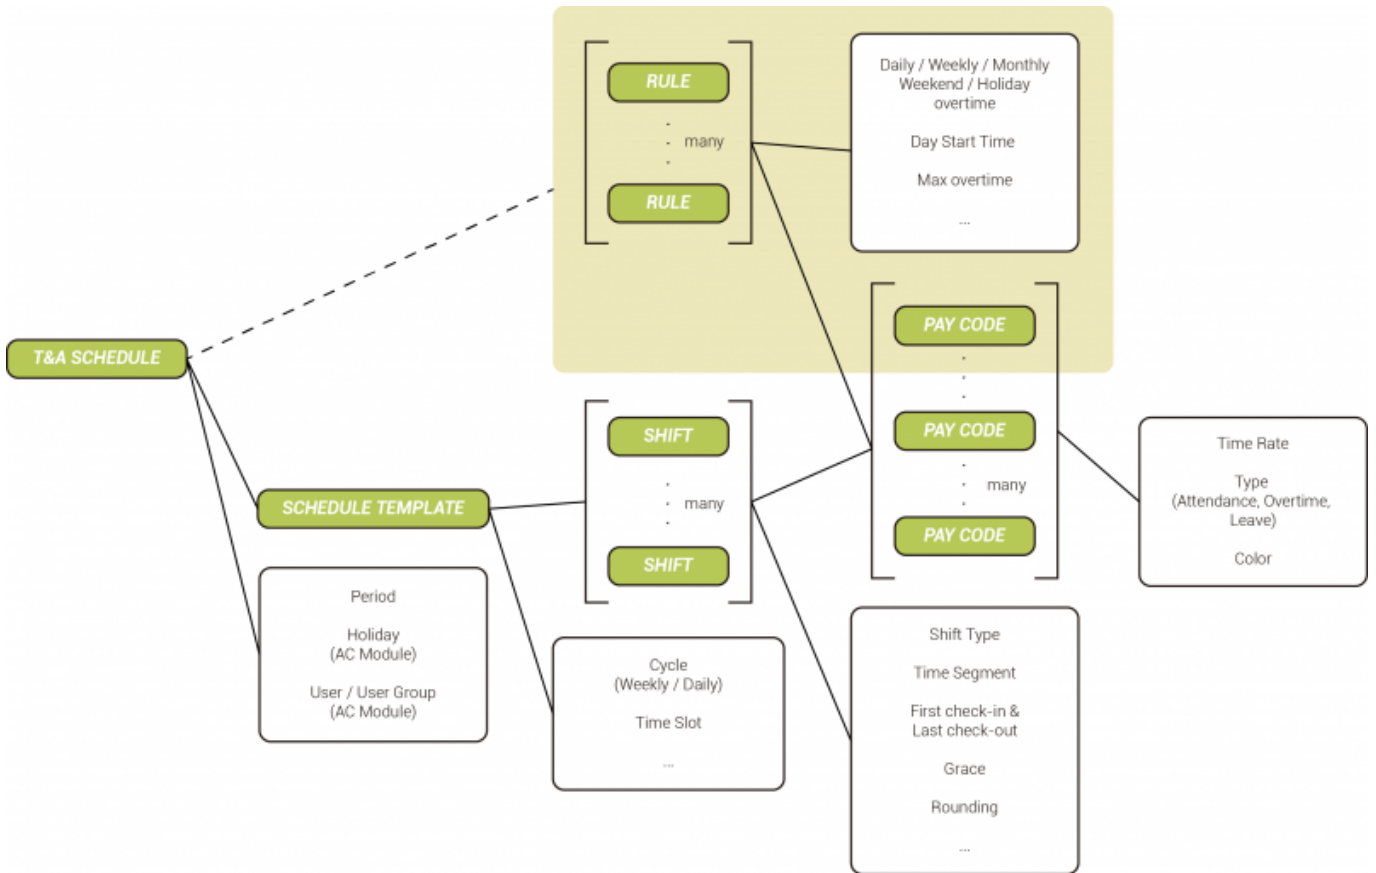 RULE
many
RULE
Daily / Weekly / Monthly
Weekend / Holiday
overtime
Day Start Time
Max overtime
...
T&A SCHEDULE
PAY CODE
PAY CODE
many
PAY CODE
SHIFT
many
SHIFT
SCHEDULE TEMPLATE
Time Rate
Type
(Attendance, Overtime,
Leave)
Color
Period
Holiday
(AC Module)
User / User Group
(AC Module)
Cycle
(Weekly / Daily)
Time Slot
...
Shift Type
Time Segment
First check-in &
Last check-out
Grace
Rounding
...